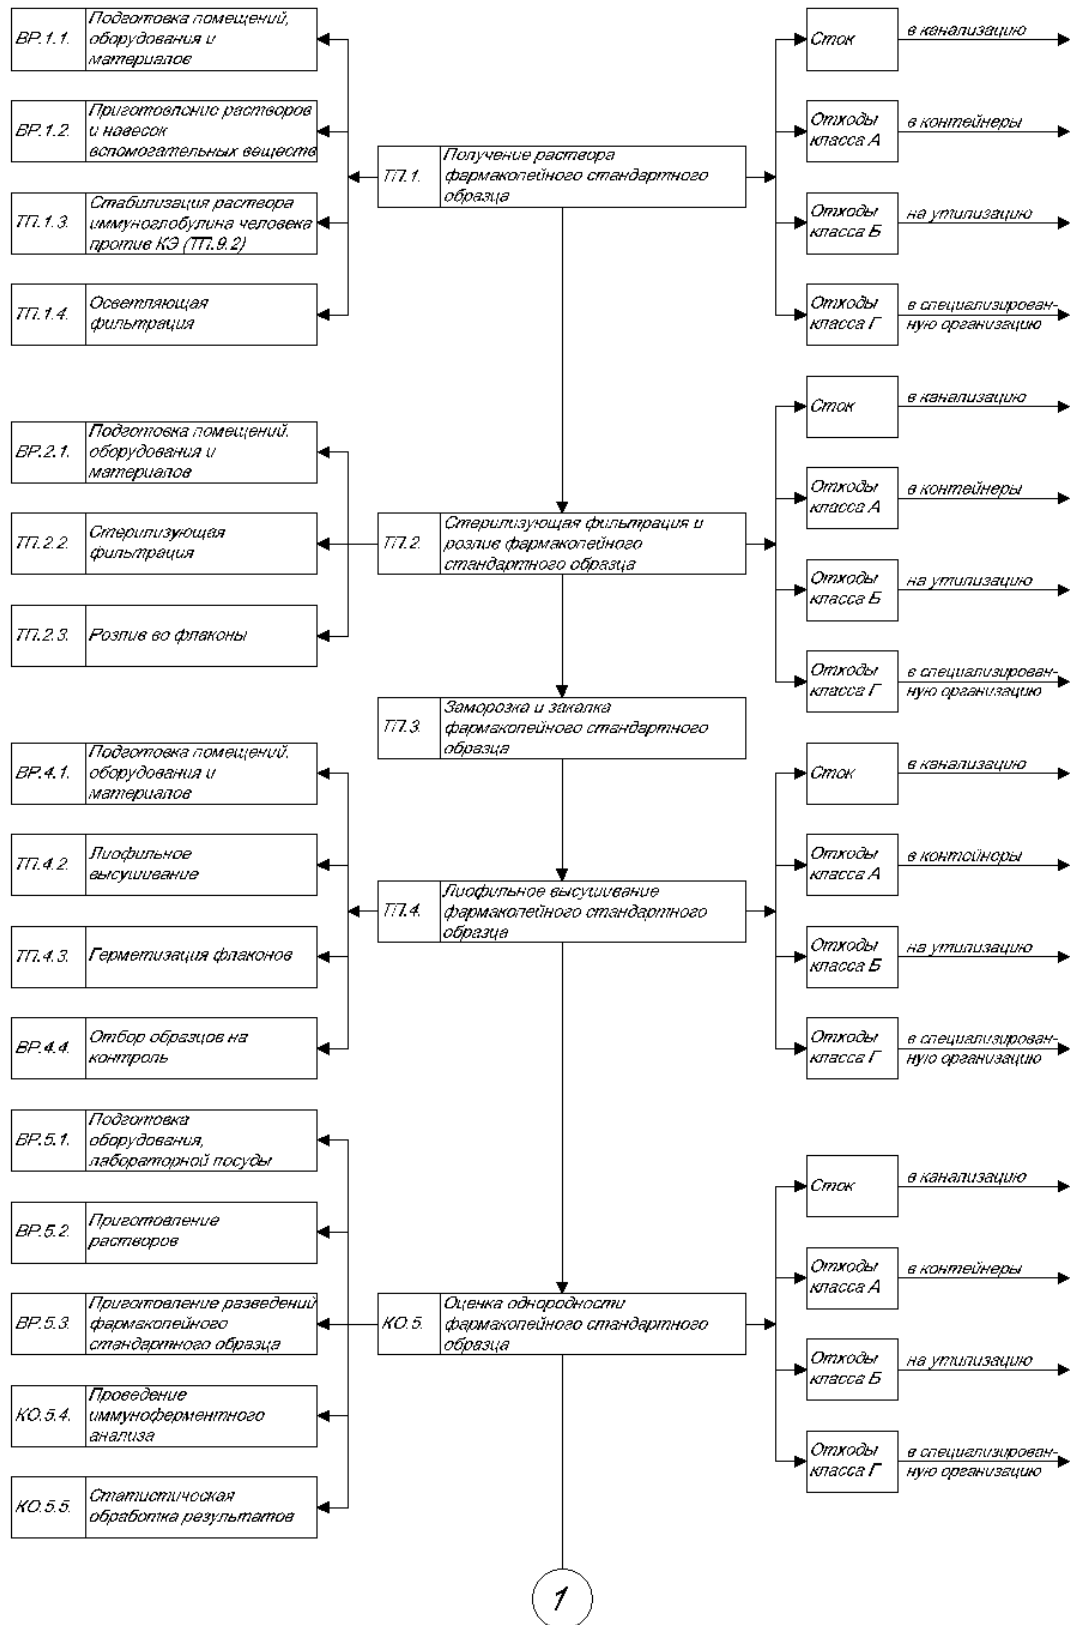 ВР.1.1.
Подготовка помещений,
оборудования и
материалов
ВР.1.2.
Приготовление растворов
и навесок
вспомогательных веществ
ТП.1.3.
Стабилизация раствора
иммуноглобулина человека
против КЭ (ТП.9.2)
ТП.1.4.
Осветляющая
фильтрация
ТП.1.
Получение раствора
фармакопейного стандартного
образца
Сток
в канализацию
Отходы
класса А
в контейнеры
Отходы
класса Б
на утилизацию
Отходы
класса Г
в специализирован-
ную организацию
ВР.2.1.
Подготовка помещений,
оборудования и
материалов
ТП.2.2.
Стерилизующая
фильтрация
ТП.2.3.
Розлив во флаконы
ТП.2.
Стерилизующая фильтрация и
розлив фармакопейного
стандартного образца
Сток
в канализацию
Отходы
класса А
в контейнеры
Отходы
класса Б
на утилизацию
Отходы
класса Г
в специализирован-
ную организацию
ТП.3.
Заморозка и закалка
фармакопейного стандартного
образца
ВР.4.1.
Подготовка помещений,
оборудования и
материалов
ТП.4.2.
Лиофильное
высушивание
ТП.4.3.
Герметизация флаконов
ВР.4.4.
Отбор образцов на
контроль
ТП.4.
Лиофильное высушивание
фармакопейного стандартного
образца
Сток
в канализацию
Отходы
класса А
в контейнеры
Отходы
класса Б
на утилизацию
Отходы
класса Г
в специализирован-
ную организацию
ВР.5.1.
Подготовка
оборудования,
лабораторной посуды
ВР.5.2.
Приготовление
растворов
ВР.5.3.
Приготовление разведений
фармакопейного
стандартного образца
КО.5.4.
Проведение
иммуноферментного
анализа
КО.5.5.
Статистическая
обработка результатов
КО.5.
Оценка однородности
фармакопейного стандартного
образца
Сток
в канализацию
Отходы
класса А
в контейнеры
Отходы
класса Б
на утилизацию
Отходы
класса Г
в специализирован-
ную организацию
1